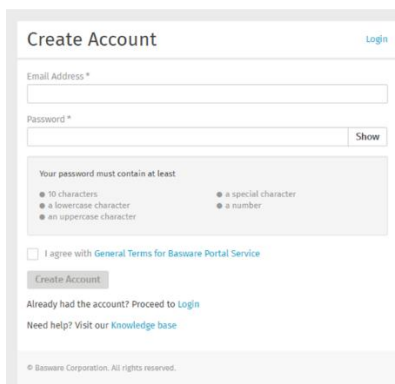 Create Account
Login
Email Address *
Password *
Show
Your password must contain at least
10 characters
a special character
a lowercase character
a number
an uppercase character
I agree with General Terms for Basware Portal Service
Create Account
Already had the account? Proceed to Login
Need help? Visit our Knowledge base
© Basware Corporation. All rights reserved.